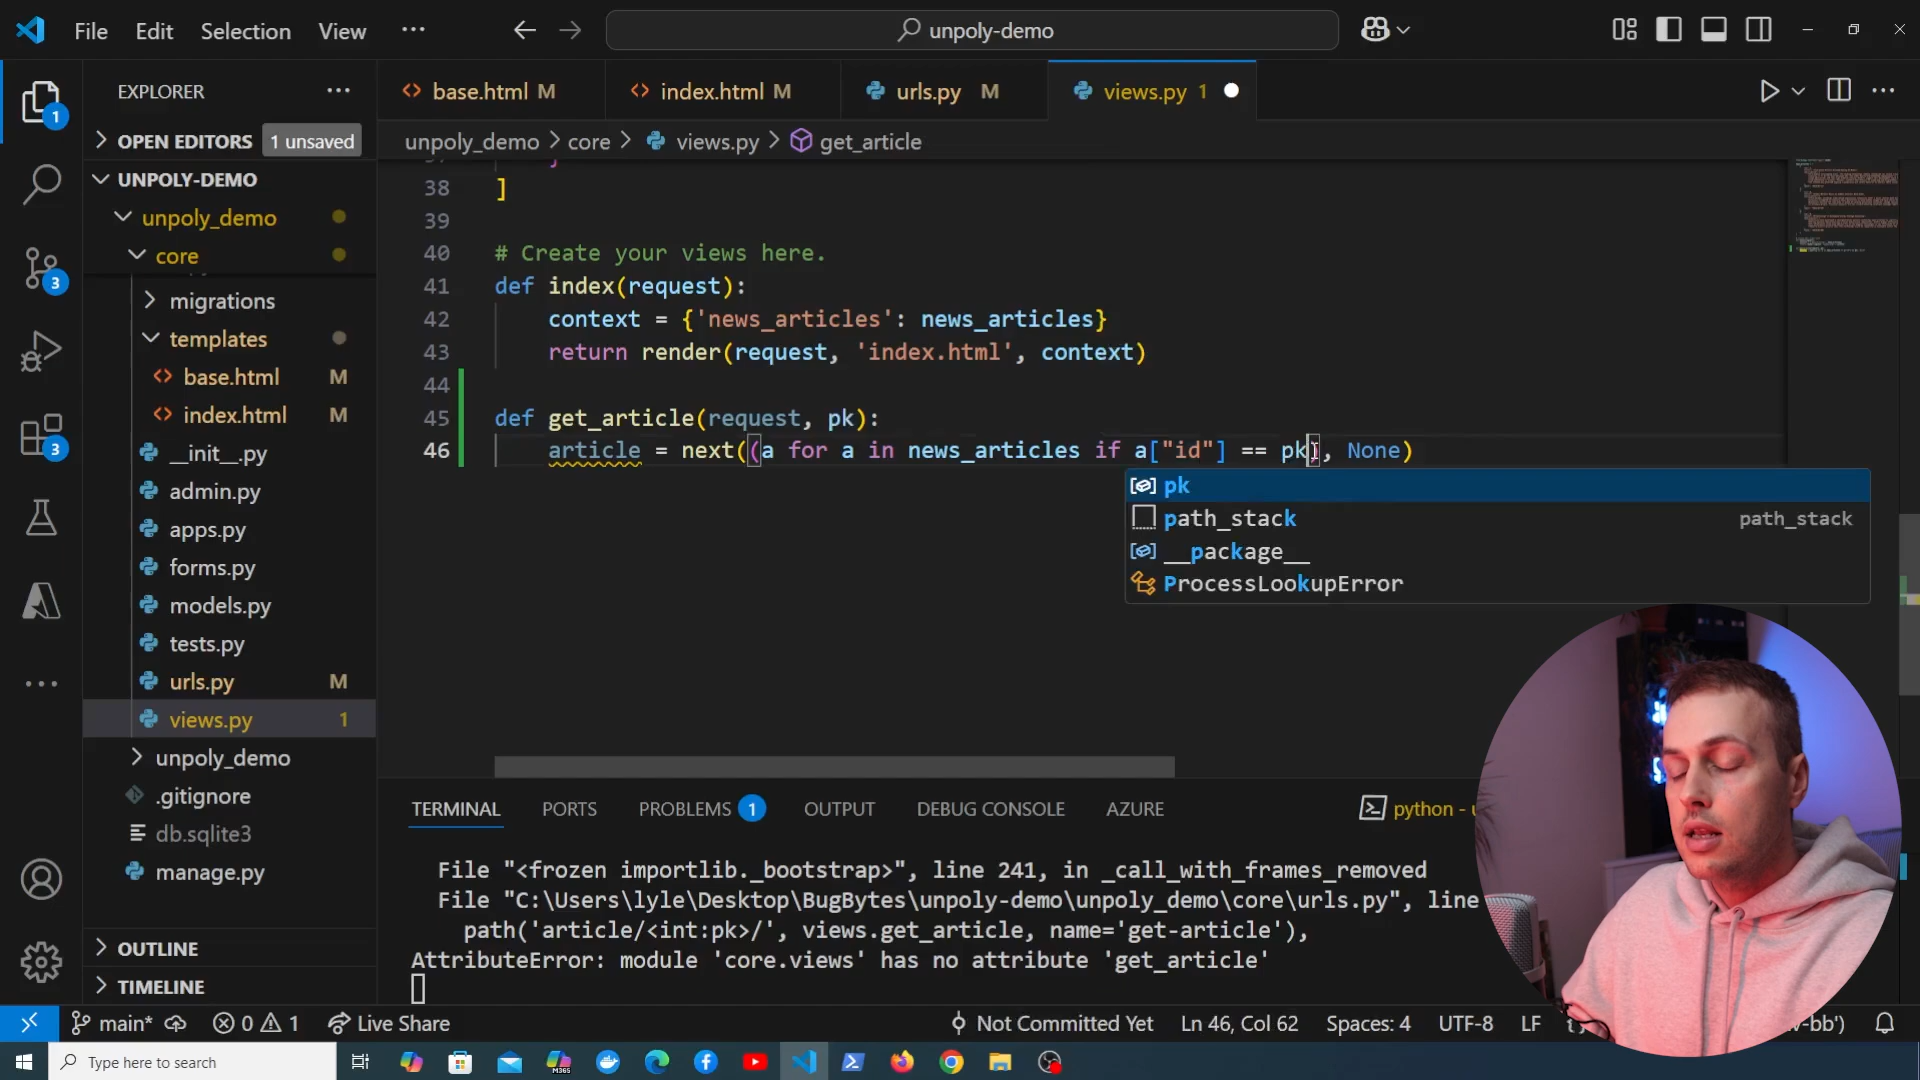 File Edit Selection View ··· unpoly-demo
EXPLORER ···
base.html M index.html M urls.py M views.py 1
OPEN EDITORS 1 unsaved
unpoly_demo > core > views.py > get_article
UNPOLY-DEMO
unpoly_demo
core
migrations
templates
base.html M
index.html M
__init__.py
admin.py
apps.py
forms.py
models.py
tests.py
urls.py M
views.py 1
unpoly_demo
.gitignore
db.sqlite3
manage.py
OUTLINE
TIMELINE
1
3
3
38 ]
39
40 # Create your views here.
41 def index(request):
42 context = {'news_articles': news_articles}
43 return render(request, 'index.html', context)
44
45 def get_article(request, pk):
46 article = next((a for a in news_articles if a["id"] == pk), None)
pk
path_stack path_stack
__package__
ProcessLookupError
TERMINAL PORTS PROBLEMS 1 OUTPUT DEBUG CONSOLE AZURE python -
File "<frozen importlib._bootstrap>", line 241, in _call_with_frames_removed
File "C:\Users\lyle\Desktop\BugBytes\unpoly-demo\unpoly_demo\core\urls.py", line
path('article/<int:pk>/', views.get_article, name='get-article'),
AttributeError: module 'core.views' has no attribute 'get_article'
main* 0 1 Live Share Not Committed Yet Ln 46, Col 62 Spaces: 4 UTF-8 LF -bb')
Type here to search